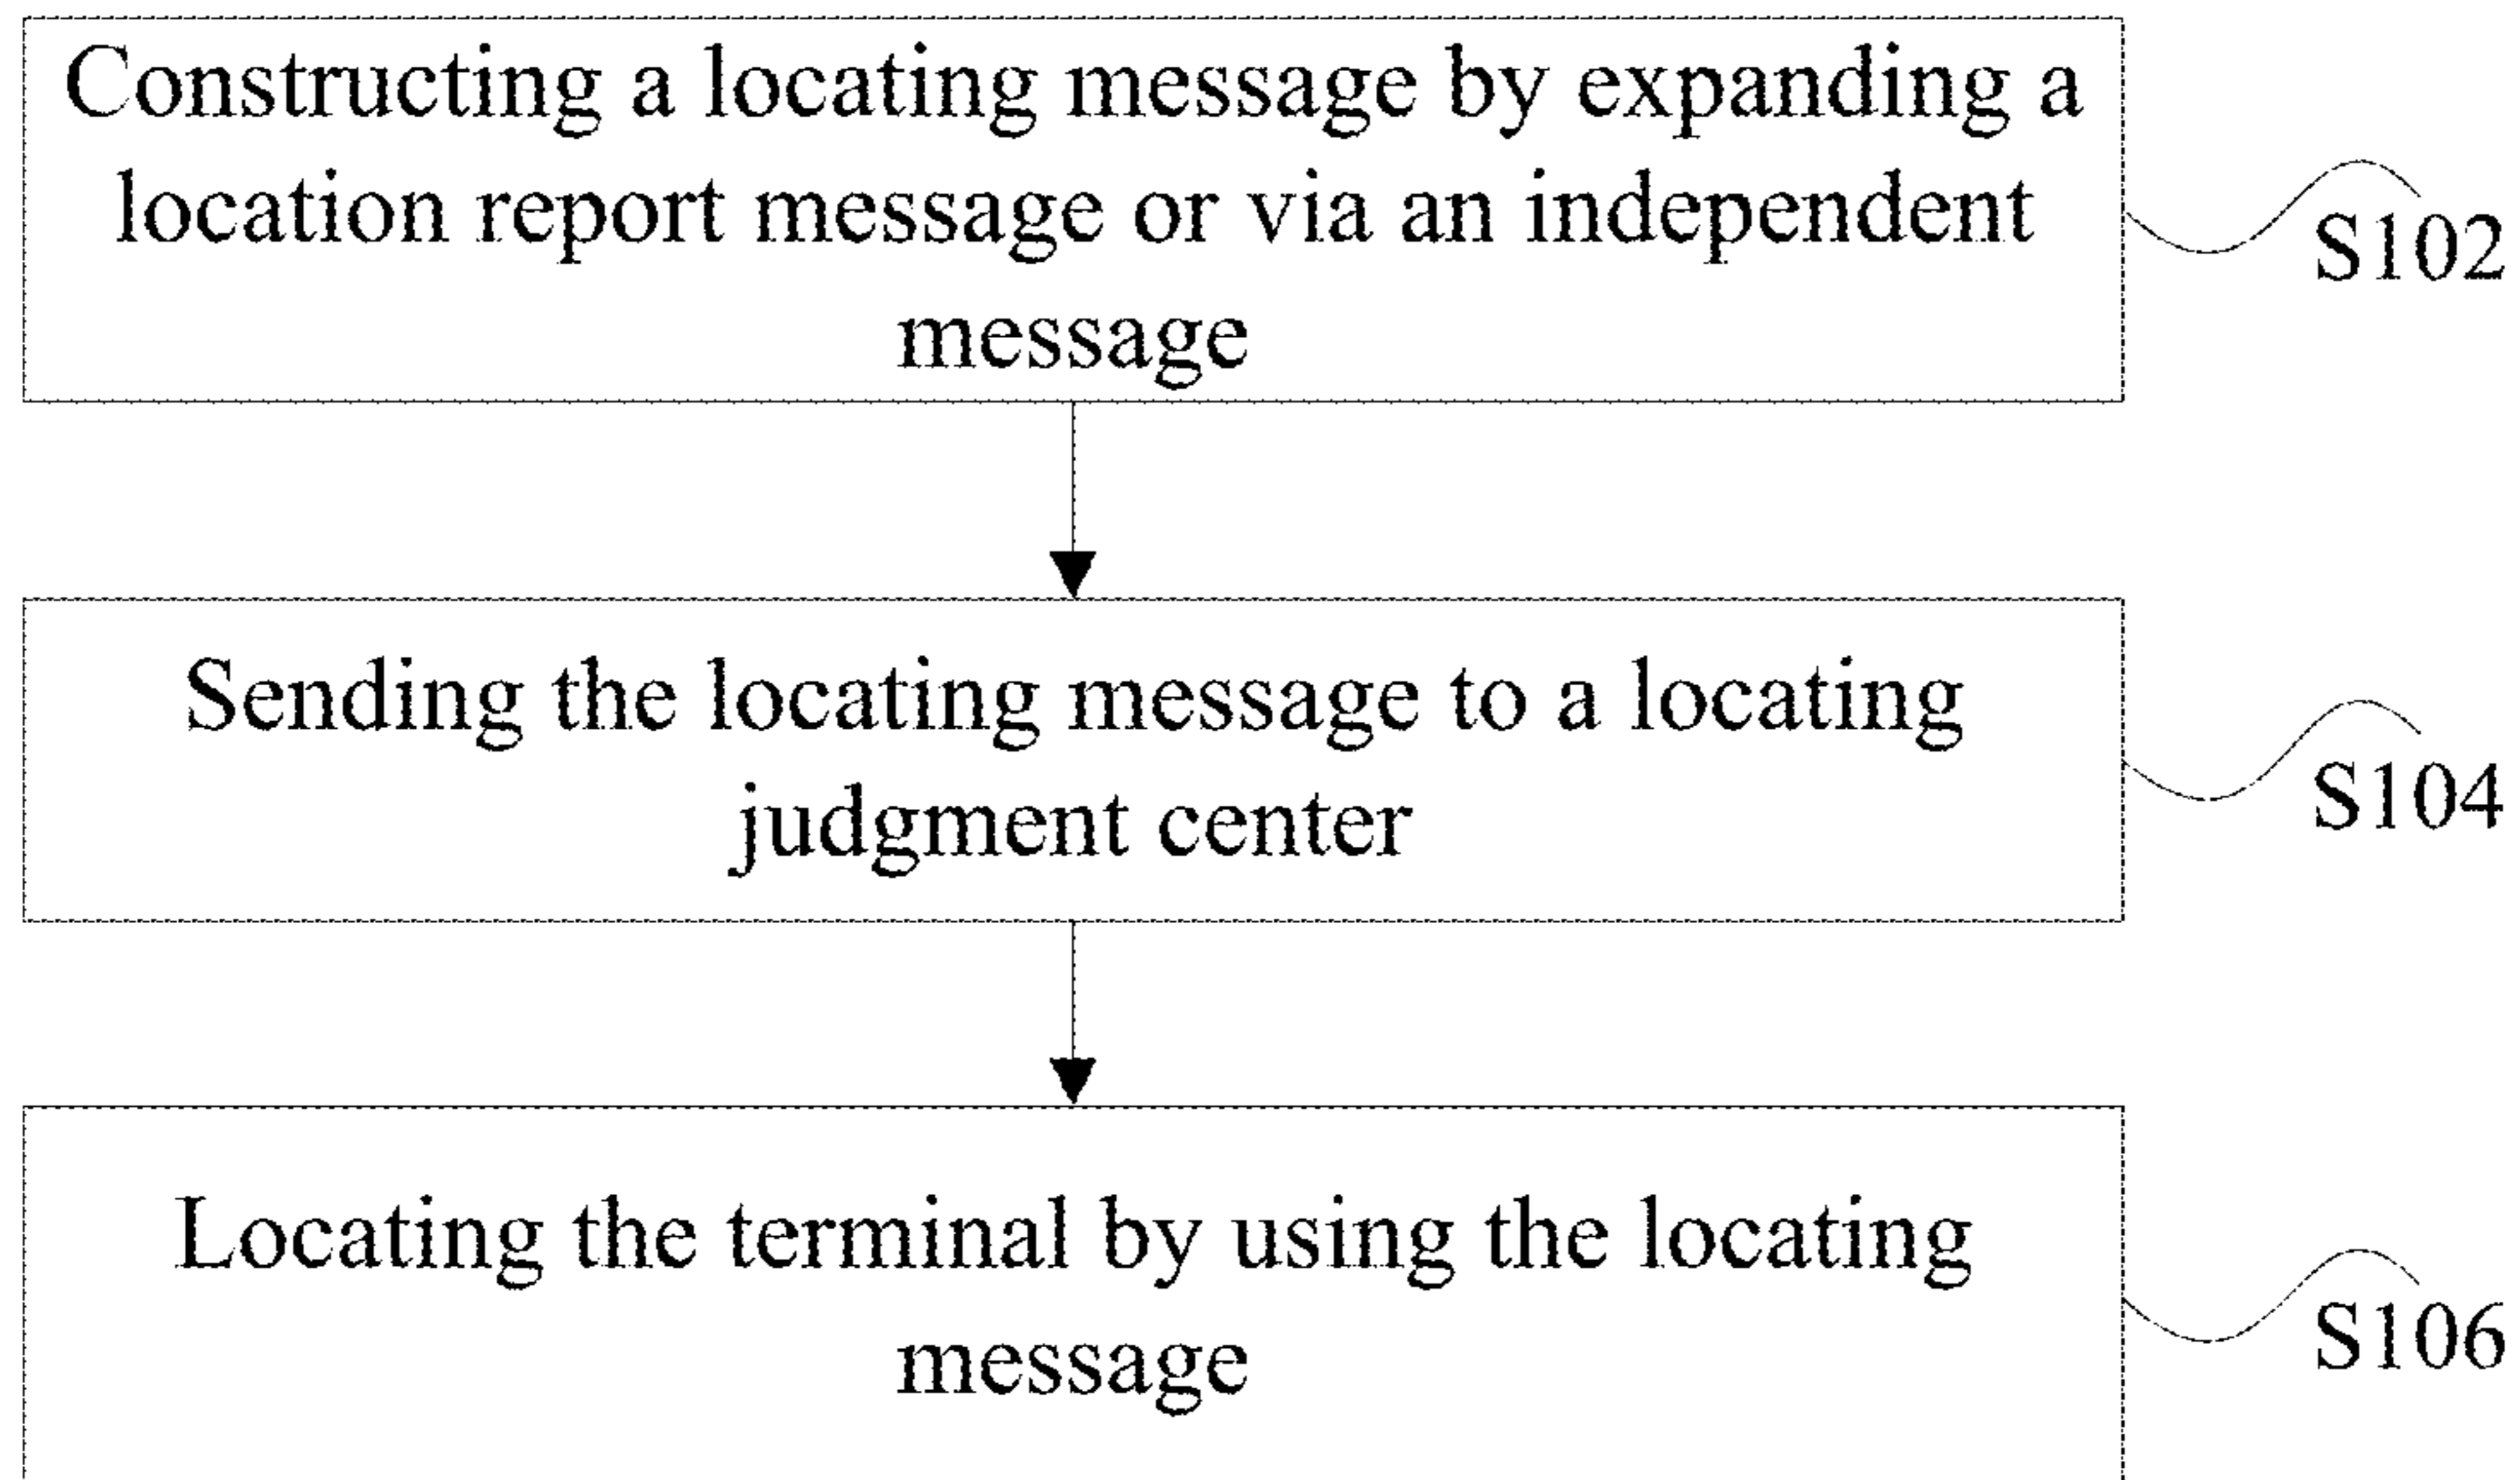 Constructing a locating message by expanding a
location report message or via an independent
message
S102
Sending the locating message to a locating
judgment center
S104
Locating the terminal by using the locating
message
S106